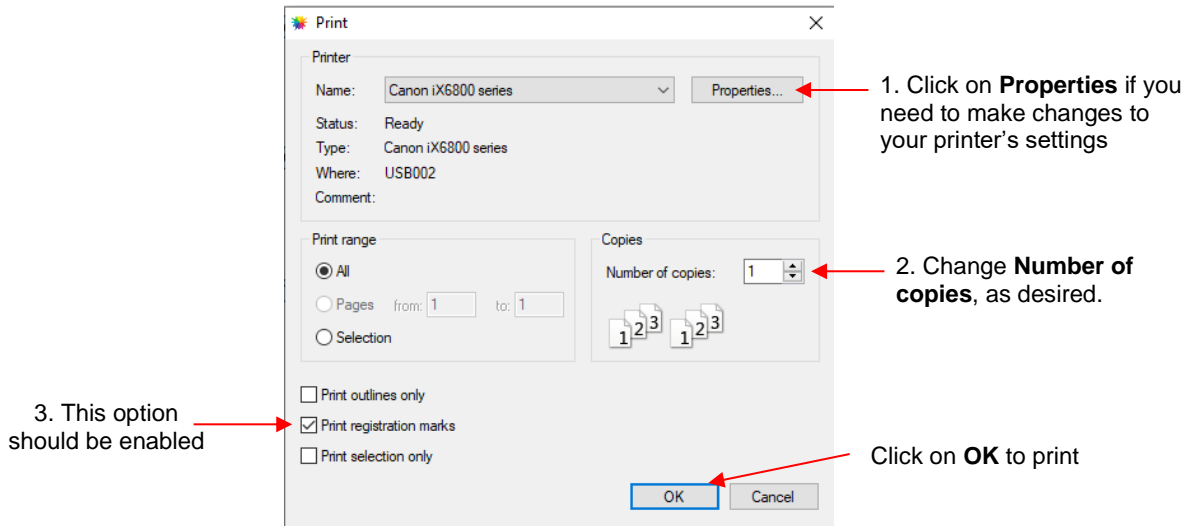 Print
Printer
Name: Canon iX6800 series Properties...
Status: Ready
Type: Canon iX6800 series
Where: USB002
Comment:
1. Click on Properties if you
need to make changes to
your printer's settings
Print range
All
Pages from: 1 to: 1
Selection
Copies
Number of copies: 1
1 2 3 1 2 3
2. Change Number of
copies, as desired.
Print outlines only
Print registration marks
Print selection only
3. This option
should be enabled
Click on OK to print
OK Cancel